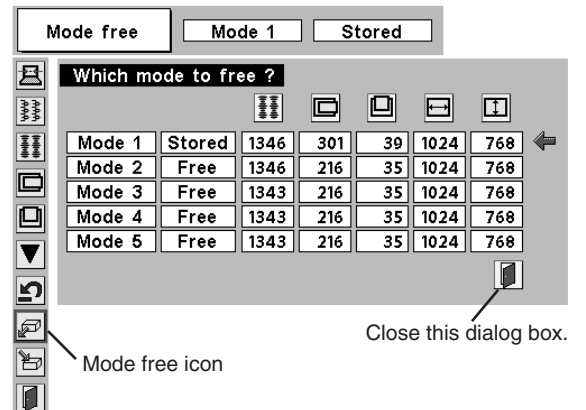 Mode free Mode 1 Stored
Which mode to free ?
Mode 1 Stored 1346 301 39 1024 768
Mode 2 Free 1346 216 35 1024 768
Mode 3 Free 1343 216 35 1024 768
Mode 4 Free 1343 216 35 1024 768
Mode 5 Free 1343 216 35 1024 768
Close this dialog box.
Mode free icon